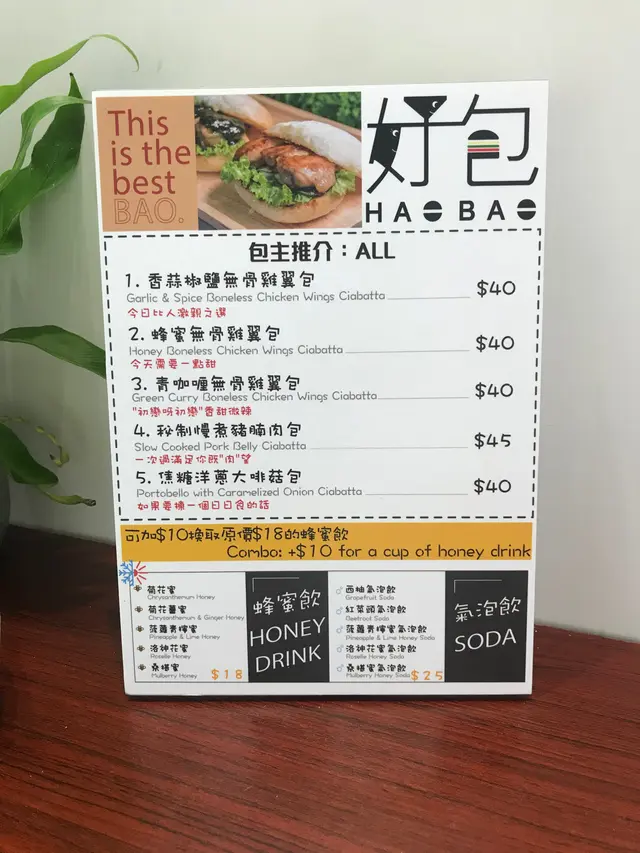 This
is the
best
BAO.
好包
HAO BAO
包主推介：ALL
1. 香蒜椒鹽無骨雞翼包
Garlic & Spice Boneless Chicken Wings Ciabatta
$40
今日比人激親之選
2. 蜂蜜無骨雞翼包
Honey Boneless Chicken Wings Ciabatta
$40
今天需要一點甜
3. 青咖喱無骨雞翼包
Green Curry Boneless Chicken Wings Ciabatta
$40
"初戀呀初戀"香甜微辣
4. 秘制慢煮豬腩肉包
Slow Cooked Pork Belly Ciabatta
$45
一次過滿足你既"肉"望
5. 焦糖洋蔥大啡菇包
Portobello with Caramelized Onion Ciabatta
$40
如果要揀一個日日食的話
可加$10換取原價$18的蜂蜜飲
Combo: +$10 for a cup of honey drink
菊花蜜
Chrysanthemum Honey
菊花薑蜜
Chrysanthemum & Ginger Honey
菠蘿青檸蜜
Pineapple & Lime Honey
洛神花蜜
Roselle Honey
桑椹蜜
Mulberry Honey
$18
蜂蜜飲
HONEY
DRINK
西柚氣泡飲
Grapefruit Soda
紅菜頭氣泡飲
Beetroot Soda
菠蘿青檸蜜氣泡飲
Pineapple & Lime Honey Soda
洛神花蜜氣泡飲
Roselle Honey Soda
桑椹蜜氣泡飲
Mulberry Honey Soda
$25
氣泡飲
SODA